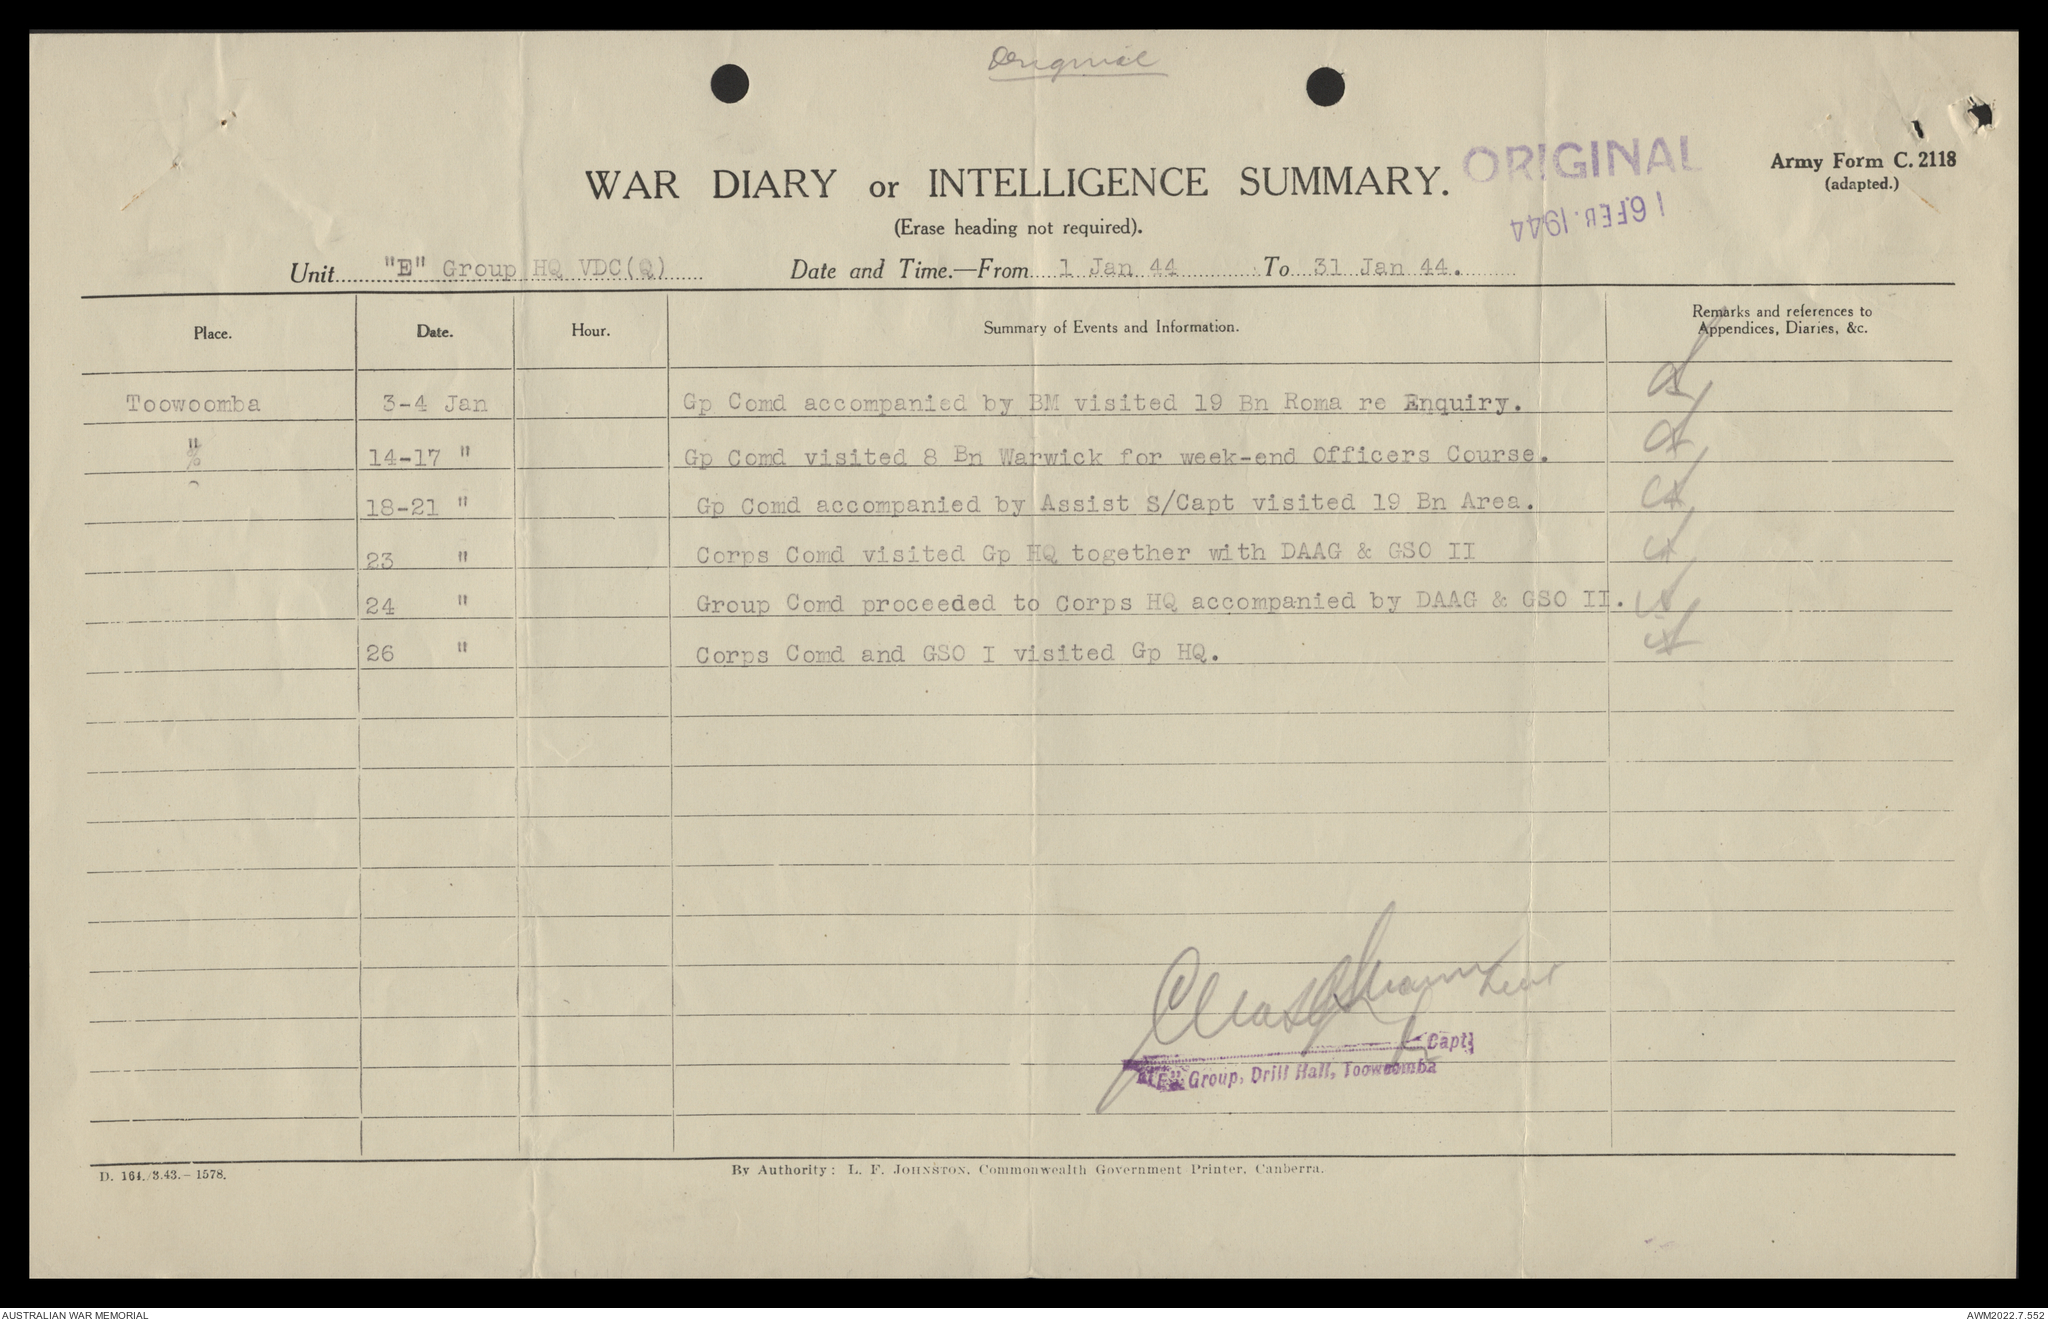 Original
WAR DIARY or INTELLIGENCE SUMMARY.
ORIGINAL
Army Form C. 2118
(adapted.)
(Erase heading not required).
16 FEB. 1944
Unit "E" Group HQ VDC(Q) Date and Time.—From 1 Jan 44 To 31 Jan 44.
Place. Date. Hour. Summary of Events and Information. Remarks and references to
Appendices, Diaries, &c.
Toowoomba 3-4 Jan Gp Comd accompanied by BM visited 19 Bn Roma re Enquiry.
" 14-17 " Gp Comd visited 8 Bn Warwick for week-end Officers Course.
18-21 " Gp Comd accompanied by Assist S/Capt visited 19 Bn Area.
23 " Corps Comd visited Gp HQ together with DAAG & GSO II
24 " Group Comd proceeded to Corps HQ accompanied by DAAG & GSO II.
26 " Corps Comd and GSO I visited Gp HQ.
Lieut
Capt.
"E" Group, Drill Hall, Toowoomba
D. 164./3.43.—1578.
By Authority: L. F. JOHNSTON, Commonwealth Government Printer, Canberra.
AUSTRALIAN WAR MEMORIAL
AWM2022.7.552